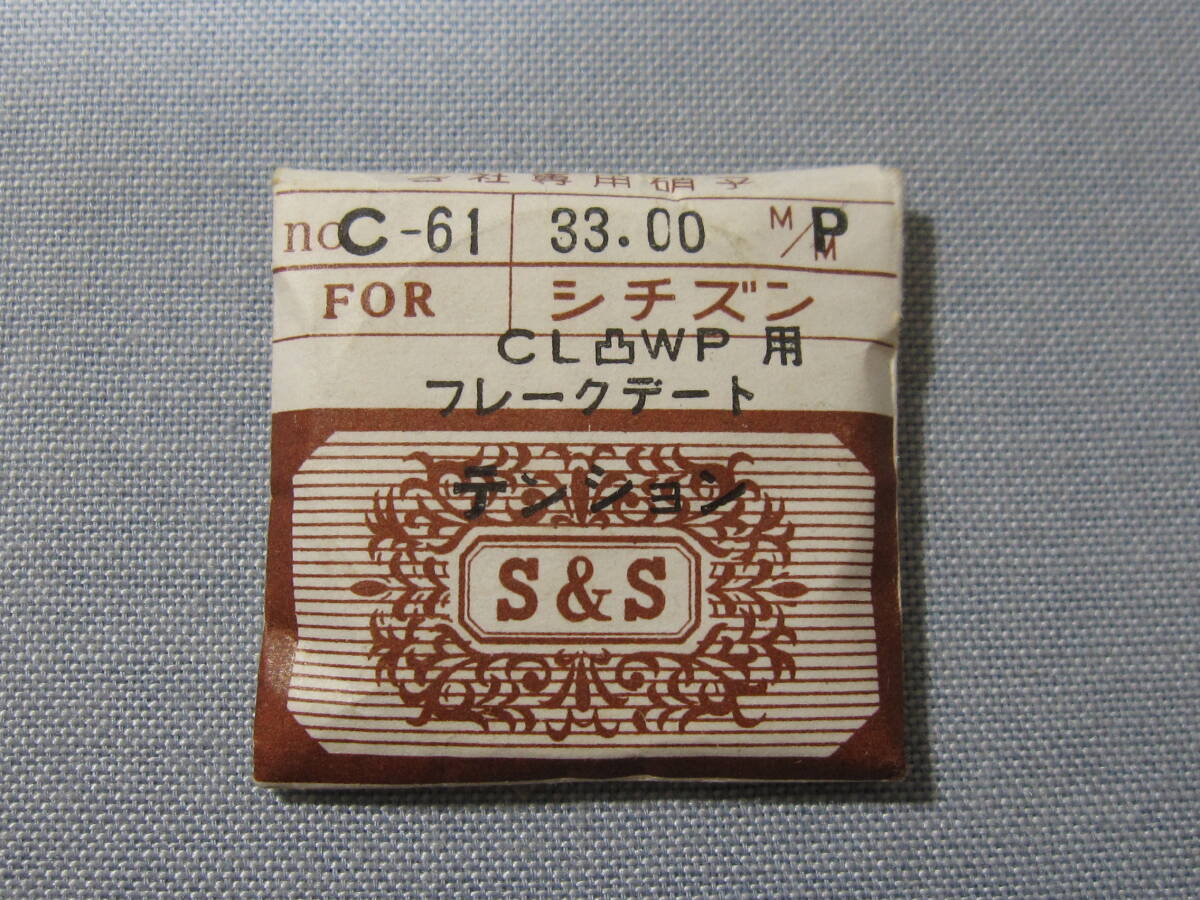 各社専用硝子
no C-61 33.00 M/M P
FOR シチズン
CL凸WP用
フレークデート
テンション
S&S